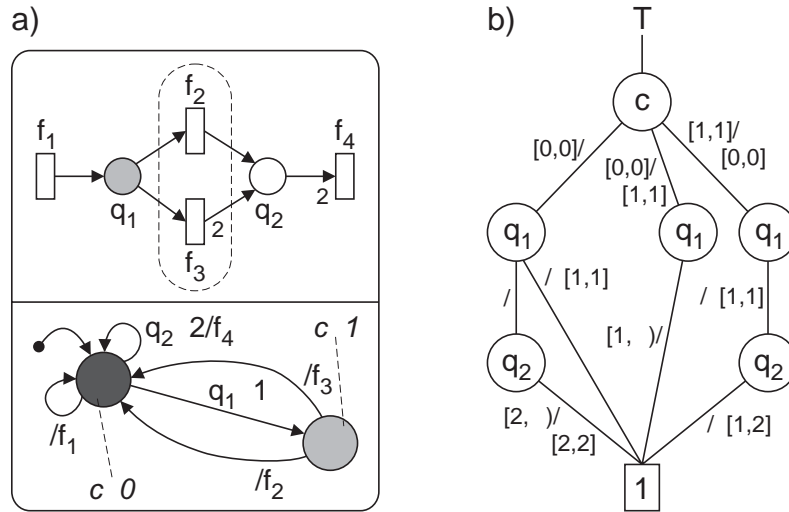 a)
f2
f1
f4
q1
q2
2
2
f3
q2 2/f4
c 1
/f3
q1 1
/f1
/f2
c 0
b)
T
c
[0,0]/
[0,0]/
[1,1]
[1,1]/
[0,0]
q1
q1
q1
/
/ [1,1]
[1, )/
/ [1,1]
q2
q2
[2, )/
[2,2]
/ [1,2]
1